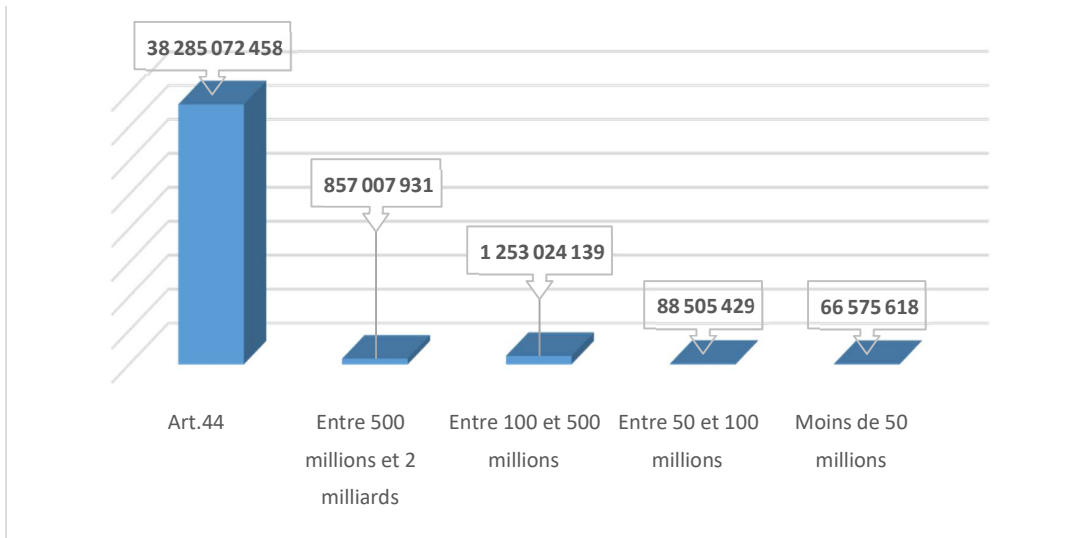 38 285 072 458
857 007 931
1 253 024 139
88 505 429
66 575 618
Art.44
Entre 500
millions et 2
milliards
Entre 100 et 500
millions
Entre 50 et 100
millions
Moins de 50
millions